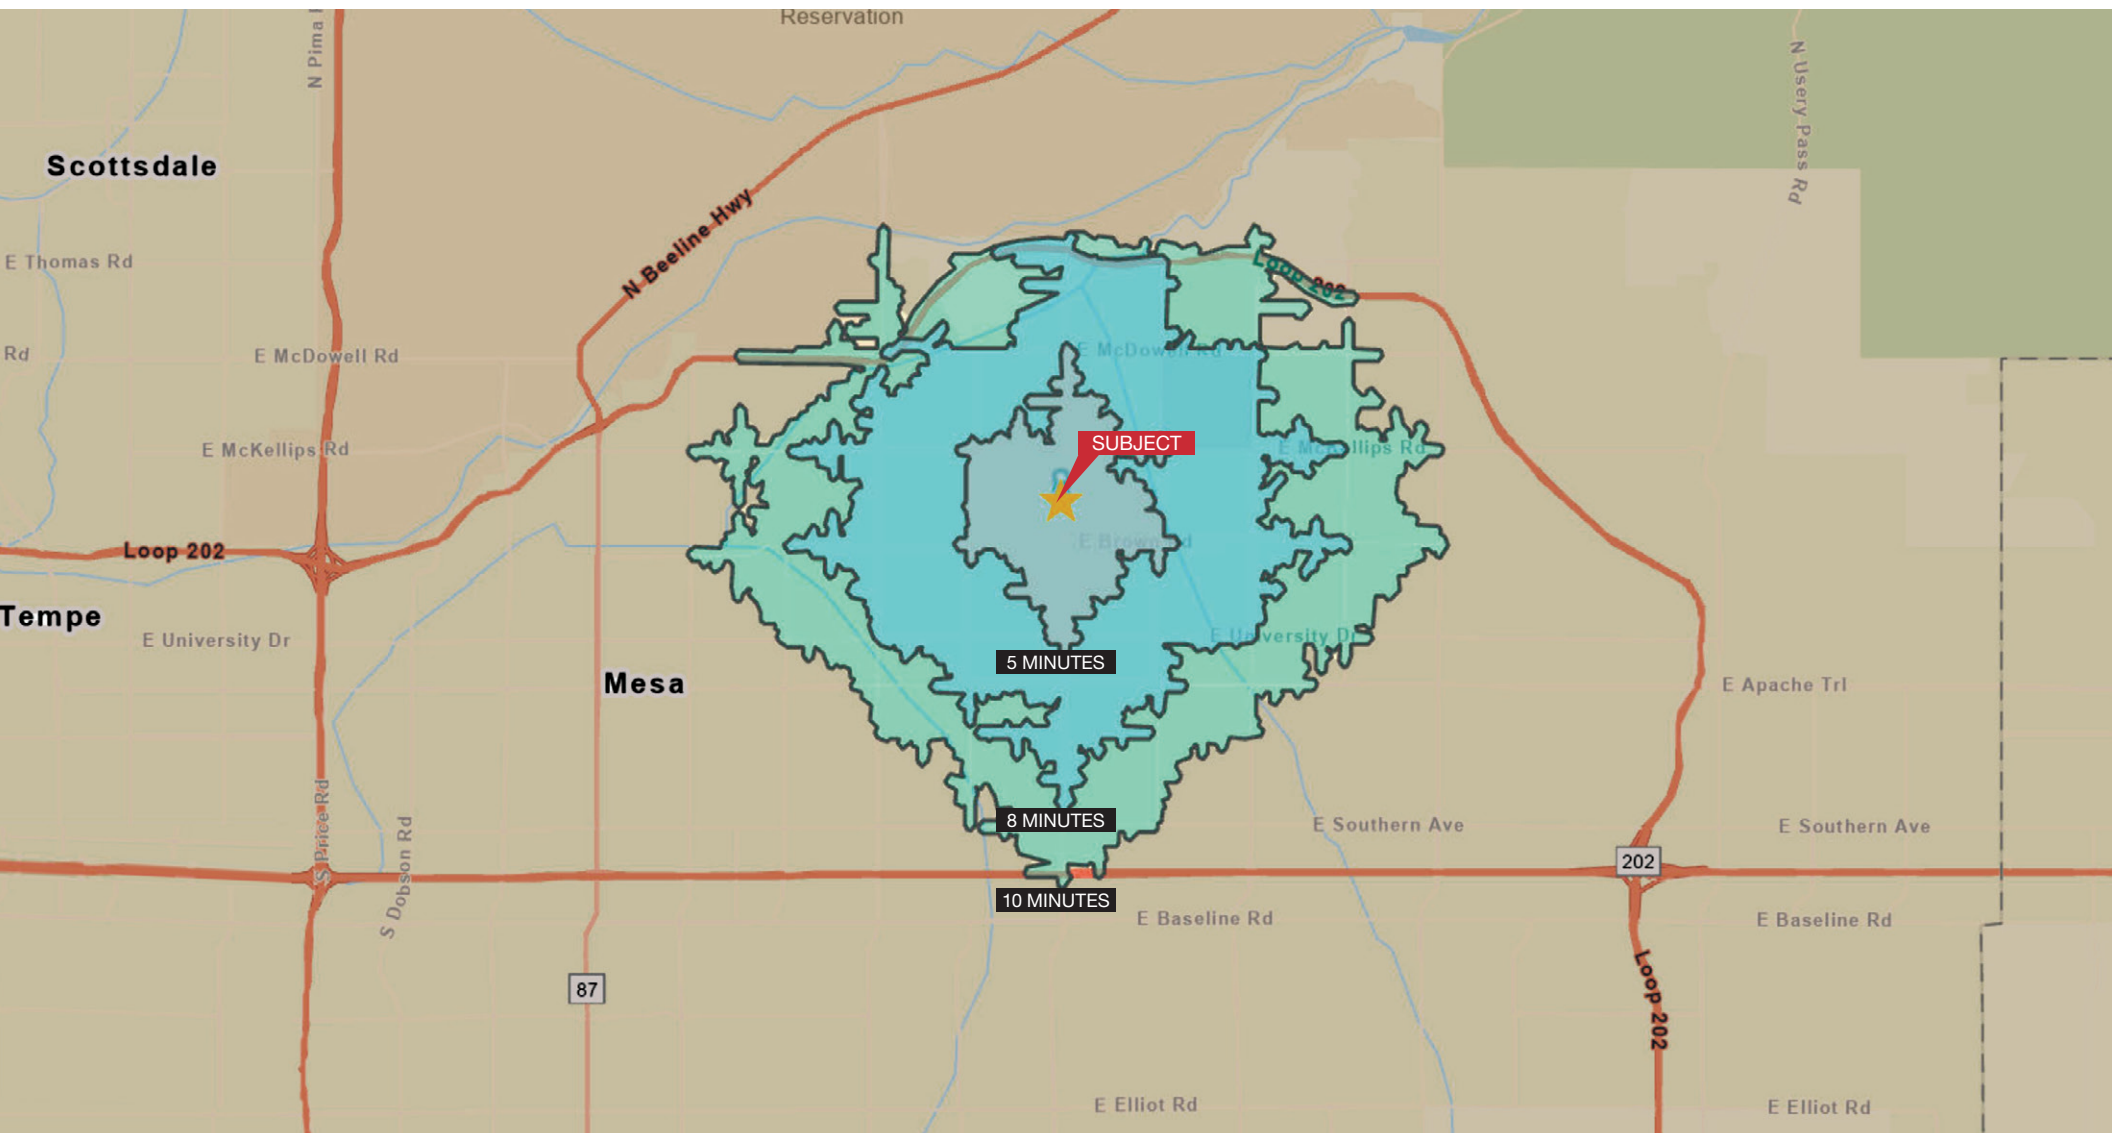 Reservation
N Pima
N Usery Pass Rd
Scottsdale
N Beeline Hwy
E Thomas Rd
Loop 202
Rd
E McDowell Rd
E McDowell Rd
E McKellips Rd
SUBJECT
E McKellips Rd
Loop 202
E Brown Rd
Tempe
E University Dr
E University Dr
5 MINUTES
Mesa
E Apache Trl
S Price Rd
S Dobson Rd
8 MINUTES
E Southern Ave
E Southern Ave
202
10 MINUTES
E Baseline Rd
E Baseline Rd
87
Loop 202
E Elliot Rd
E Elliot Rd